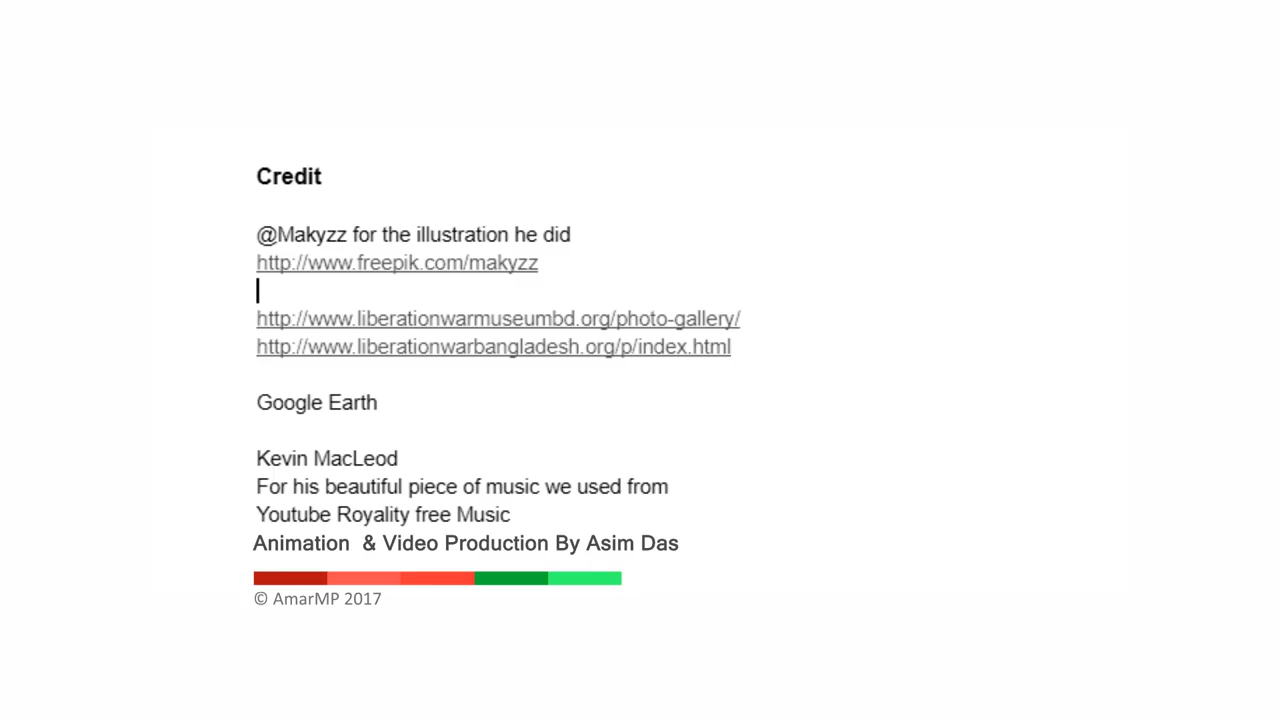 Credit
@Makyzz for the illustration he did
http://www.freepik.com/makyzz
http://www.liberationwarmuseumbd.org/photo-gallery/
http://www.liberationwarbangladesh.org/p/index.html
Google Earth
Kevin MacLeod
For his beautiful piece of music we used from
Youtube Royality free Music
Animation & Video Production By Asim Das
© AmarMP 2017